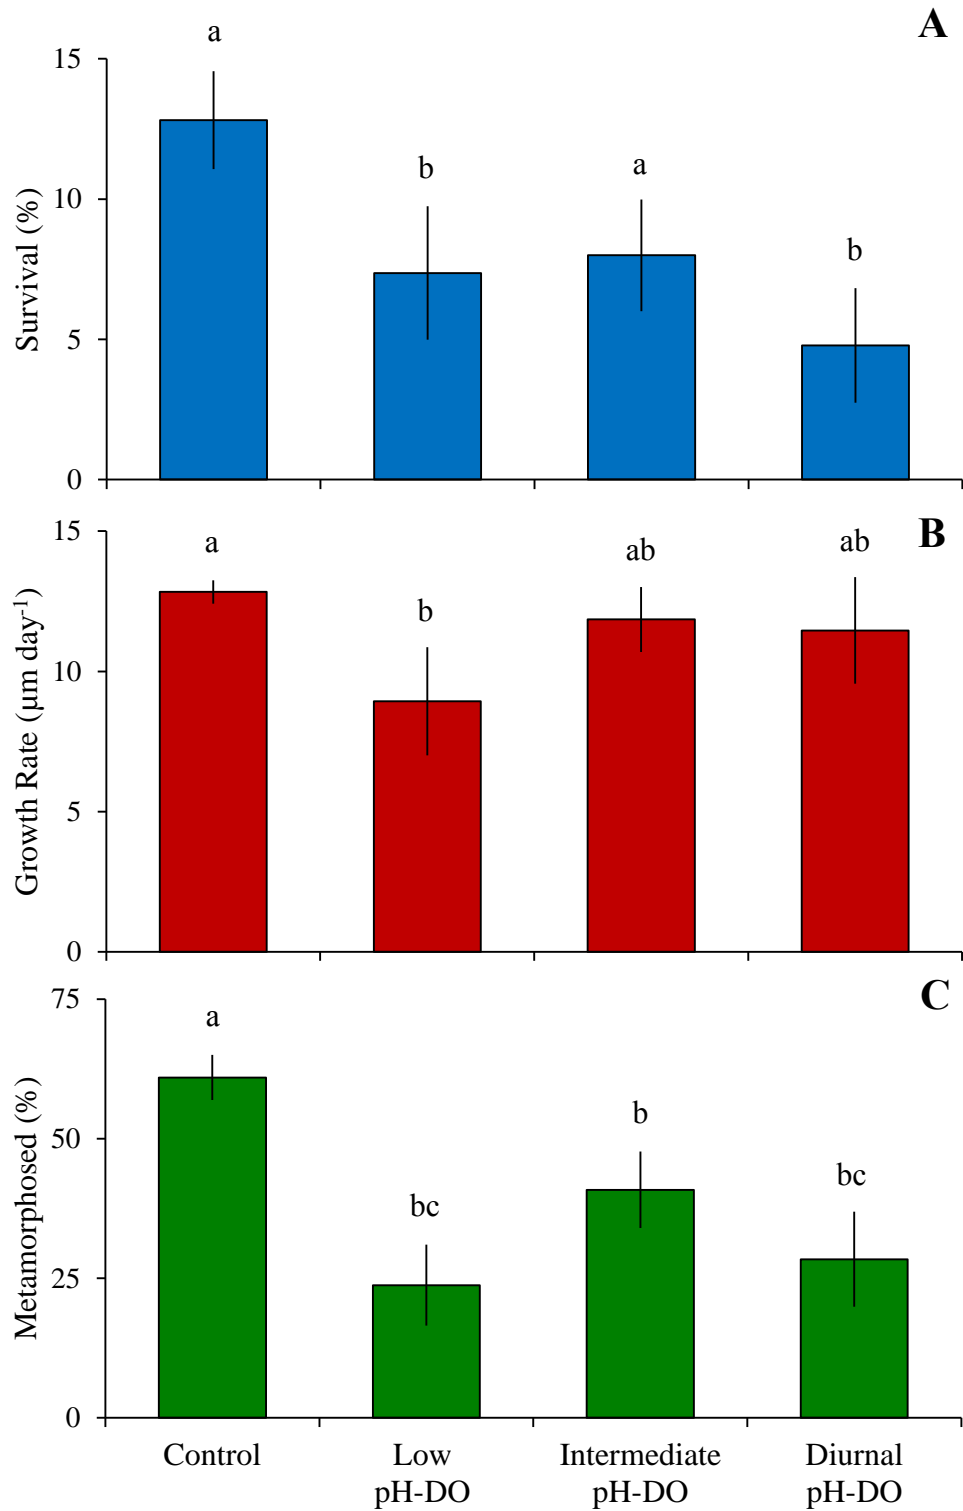 A
a
15
b
a
10
b
Survival (%)
5
0
B
15
a
ab
ab
b
10
Growth Rate (µm day⁻¹)
5
0
C
75
a
b
50
bc
bc
Metamorphosed (%)
25
0
Control
Low
pH-DO
Intermediate
pH-DO
Diurnal
pH-DO